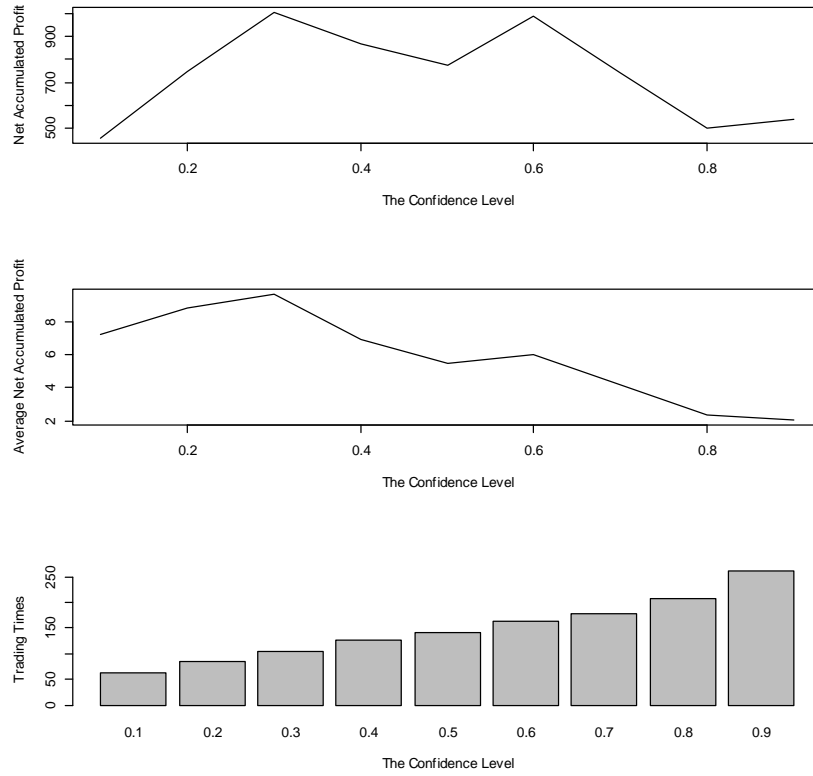 Net Accumulated Profit
900
700
500
0.2 0.4 0.6 0.8
The Confidence Level
Average Net Accumulated Profit
8
6
4
2
0.2 0.4 0.6 0.8
The Confidence Level
Trading Times
250
150
50
0
0.1 0.2 0.3 0.4 0.5 0.6 0.7 0.8 0.9
The Confidence Level